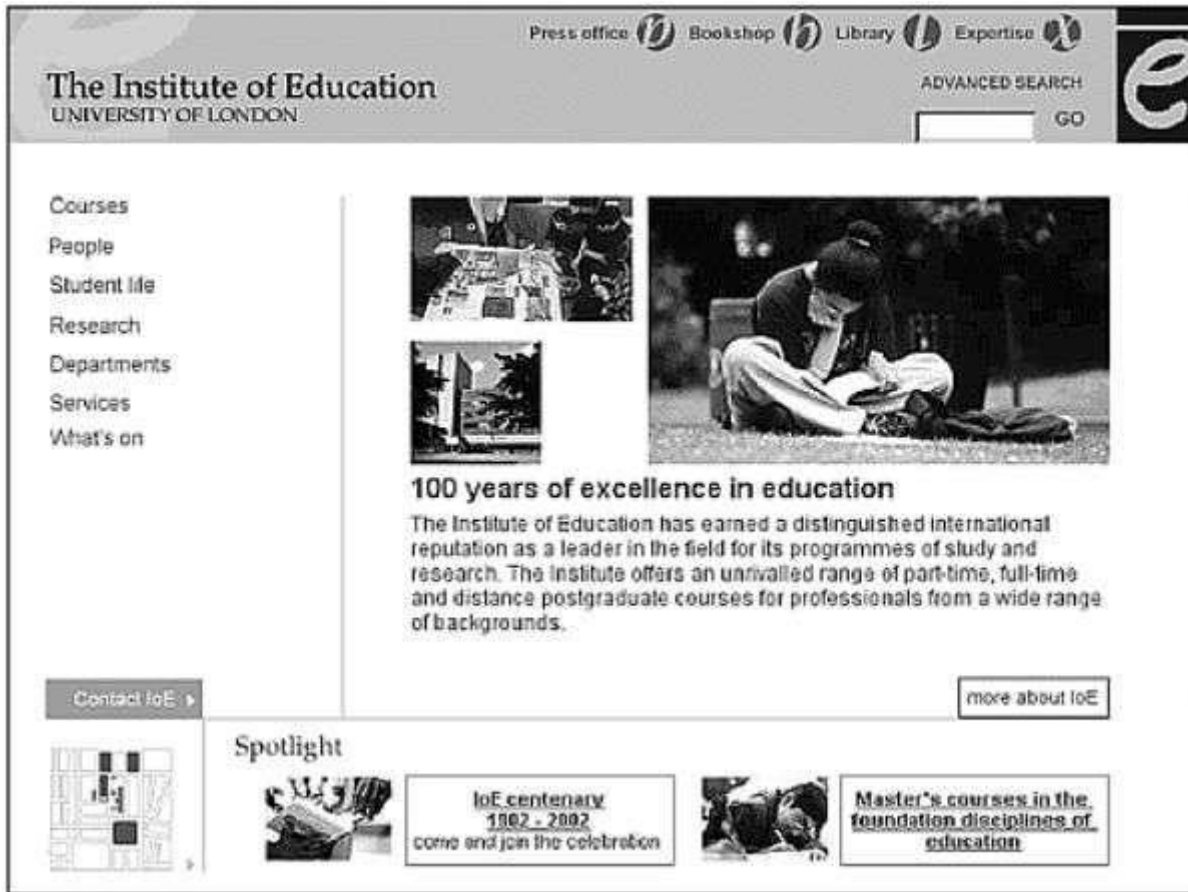 Press office Bookshop Library Expertise
The Institute of Education
UNIVERSITY OF LONDON
ADVANCED SEARCH
GO
Courses
People
Student life
Research
Departments
Services
What's on
100 years of excellence in education
The Institute of Education has earned a distinguished international
reputation as a leader in the field for its programmes of study and
research. The Institute offers an unrivalled range of part-time, full-time
and distance postgraduate courses for professionals from a wide range
of backgrounds.
Contact IoE
more about IoE
Spotlight
IoE centenary
1902 - 2002
come and join the celebration
Master's courses in the
foundation disciplines of
education